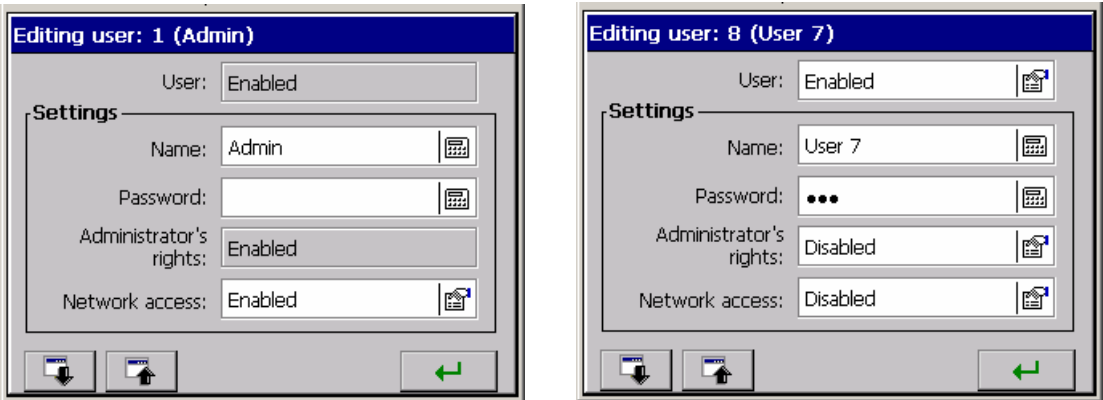 Editing user: 1 (Admin)
User: Enabled
Settings
Name: Admin
Password:
Administrator's
rights: Enabled
Network access: Enabled
Editing user: 8 (User 7)
User: Enabled
Settings
Name: User 7
Password: ●●●
Administrator's
rights: Disabled
Network access: Disabled